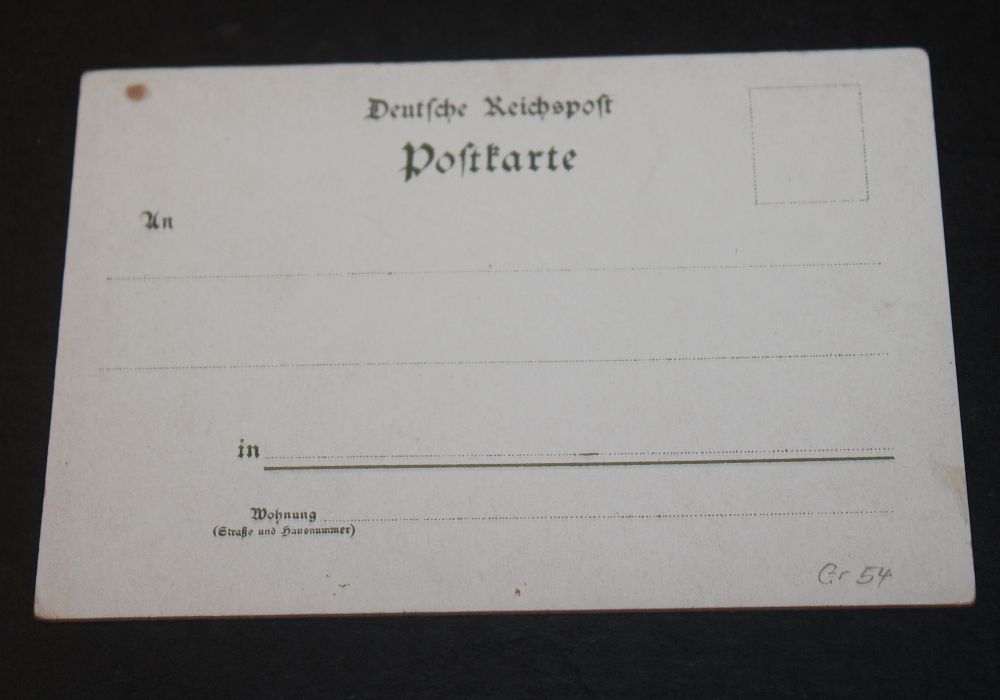 Deutſche Reichspoſt
Poſtkarte
An
in
Wohnung
(Straße und Hausnummer)
Gr 54